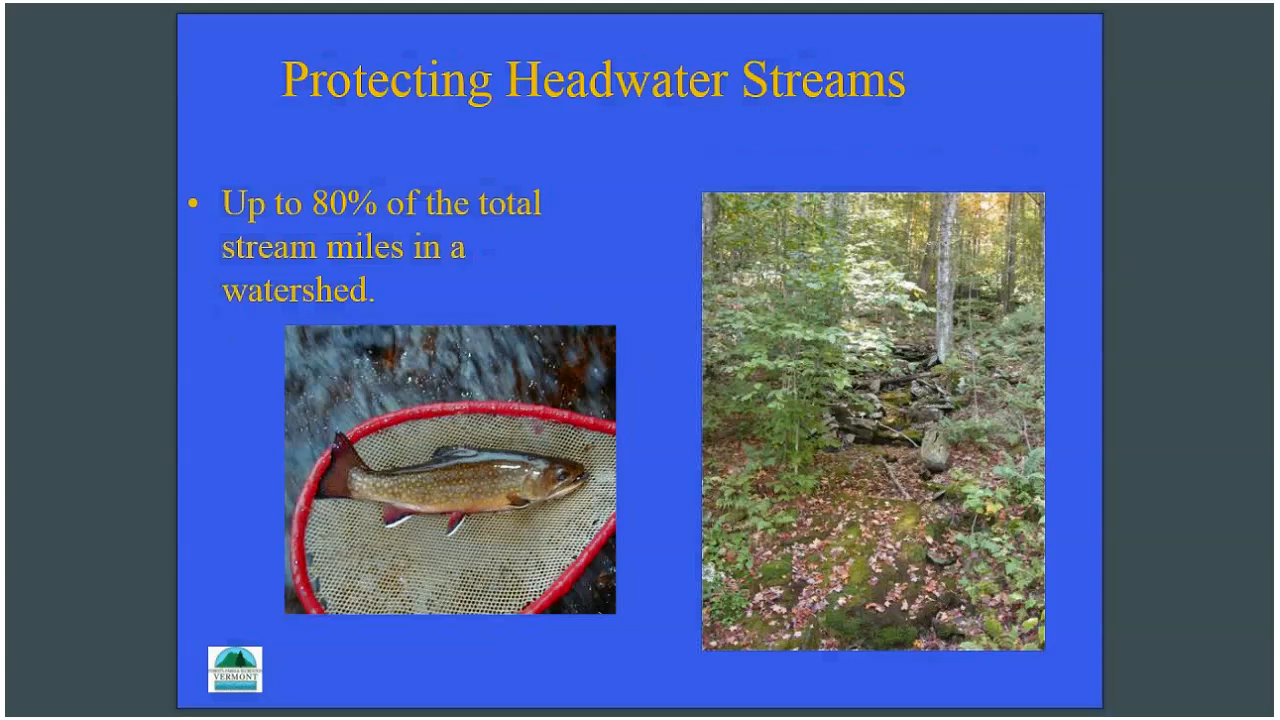 Protecting Headwater Streams
• Up to 80% of the total
stream miles in a
watershed.
VERMONT